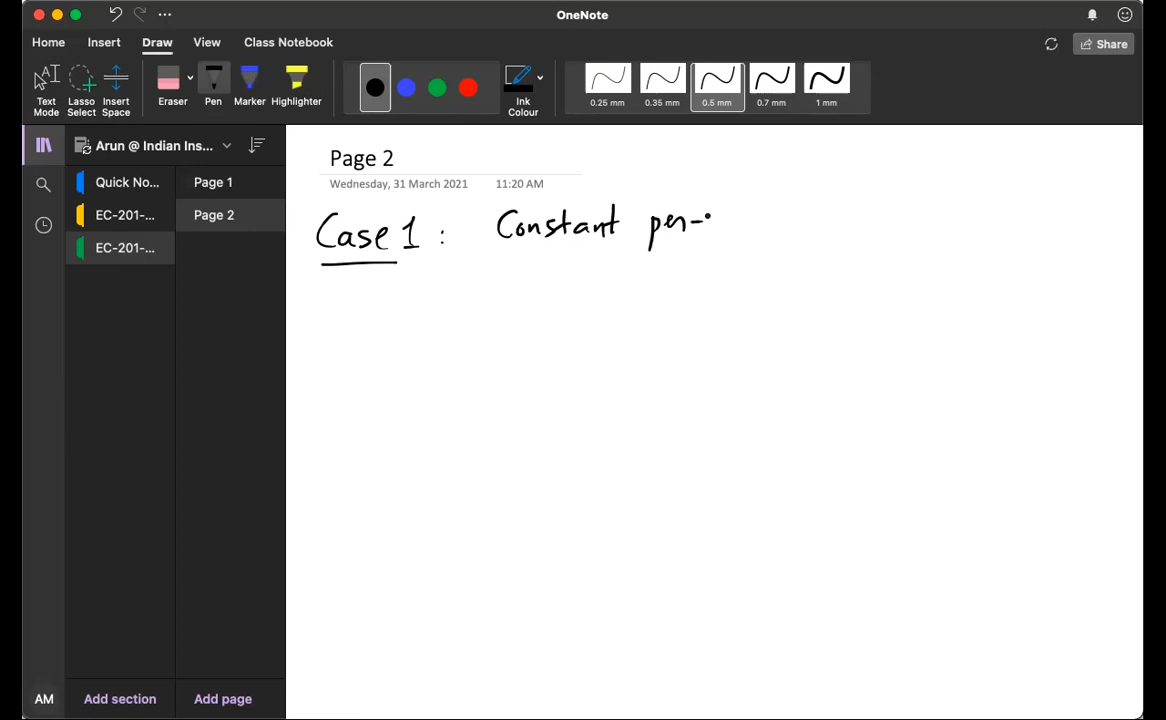 OneNote
Home Insert Draw View Class Notebook
Share
Text Mode
Lasso Select
Insert Space
Eraser
Pen
Marker
Highlighter
Ink Colour
0.25 mm 0.35 mm 0.5 mm 0.7 mm 1 mm
Arun @ Indian Ins...
Quick No...
EC-201-...
EC-201-...
Page 1
Page 2
Page 2
Wednesday, 31 March 2021 11:20 AM
Case 1 : Constant per-
AM
Add section
Add page